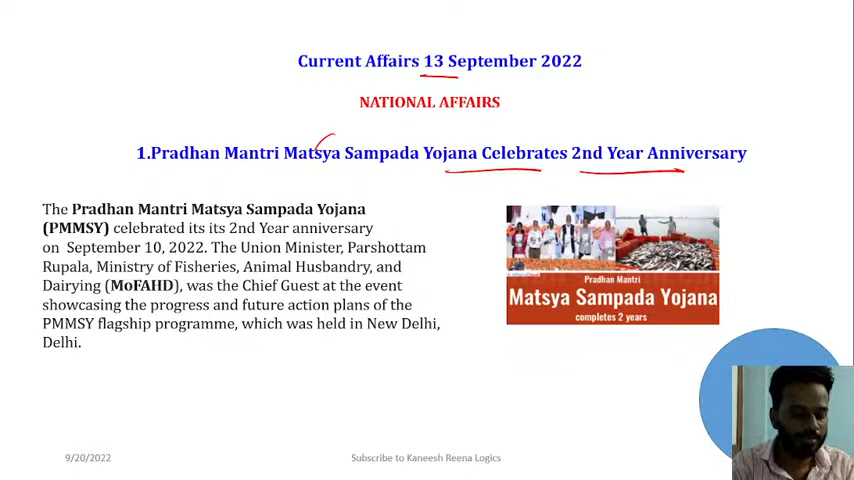 Current Affairs 13 September 2022
NATIONAL AFFAIRS
1.Pradhan Mantri Matsya Sampada Yojana Celebrates 2nd Year Anniversary
The Pradhan Mantri Matsya Sampada Yojana
(PMMSY) celebrated its its 2nd Year anniversary
on September 10, 2022. The Union Minister, Parshottam
Rupala, Ministry of Fisheries, Animal Husbandry, and
Dairying (MoFAHD), was the Chief Guest at the event
showcasing the progress and future action plans of the
PMMSY flagship programme, which was held in New Delhi,
Delhi.
Pradhan Mantri
Matsya Sampada Yojana
completes 2 years
9/20/2022
Subscribe to Kaneesh Reena Logics